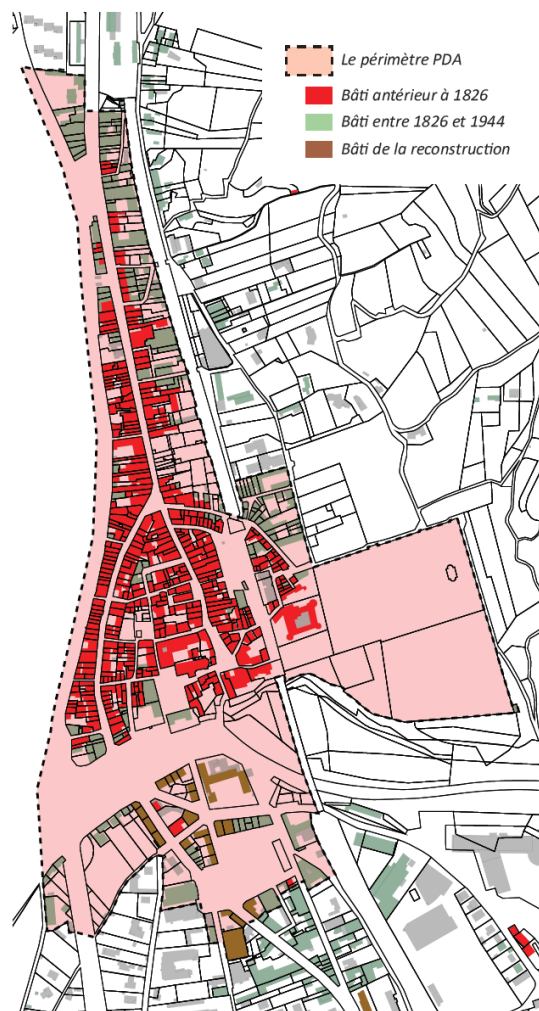 Le périmètre PDA
Bâti antérieur à 1826
Bâti entre 1826 et 1944
Bâti de la reconstruction